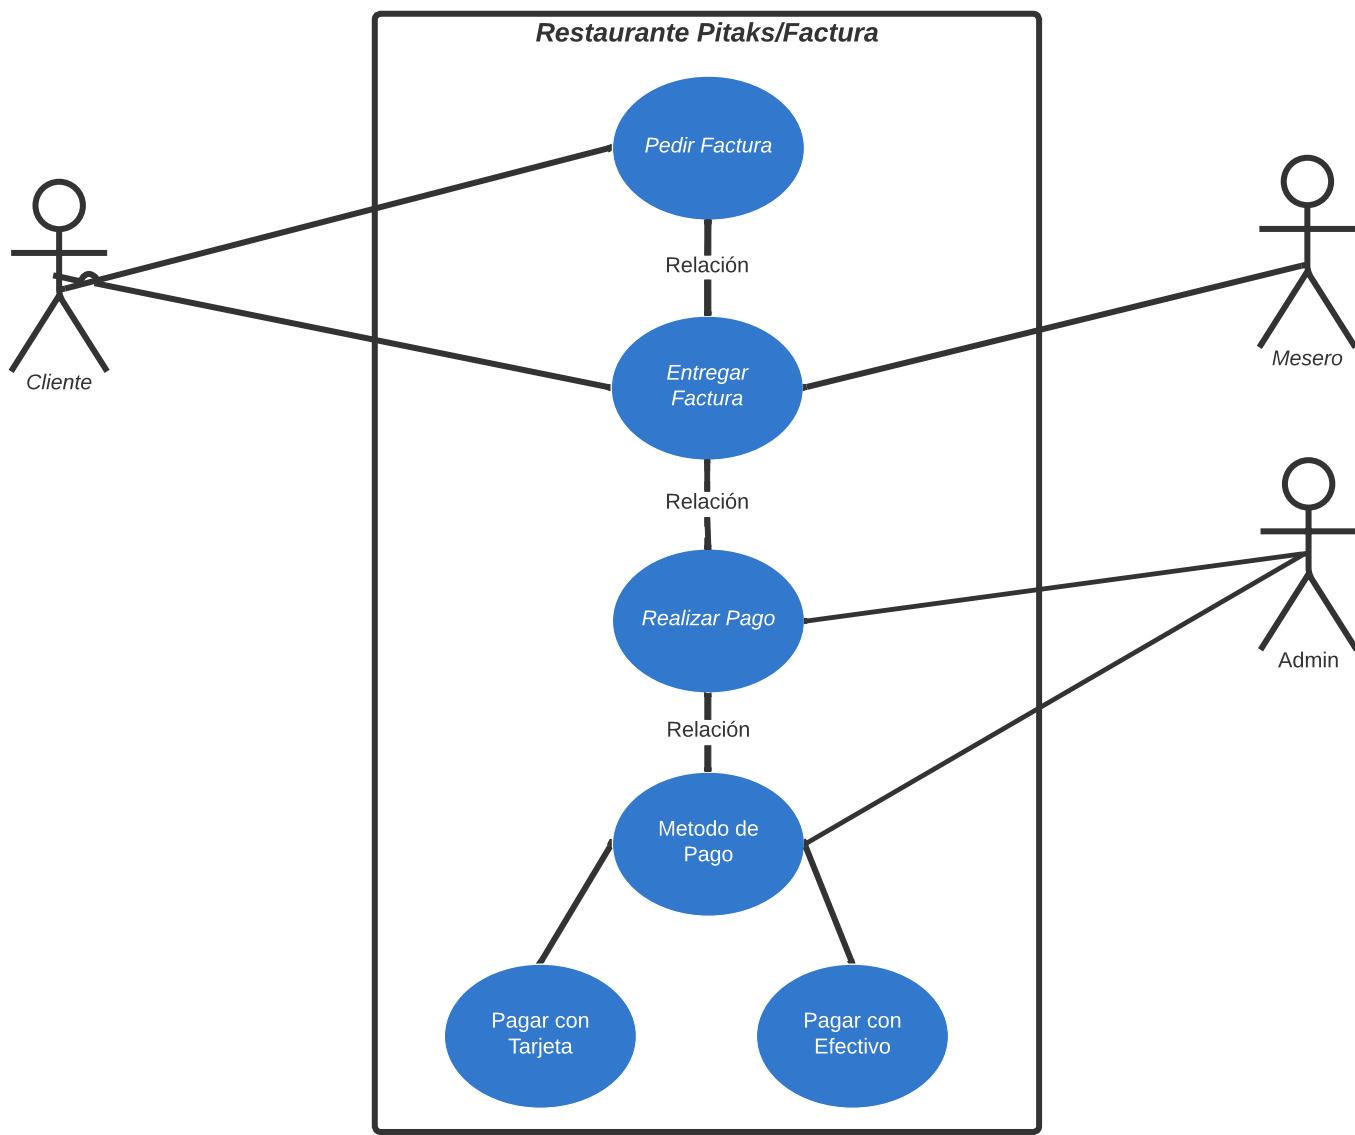 Restaurante Pitaks/Factura
Pedir Factura
Relación
Cliente
Mesero
Entregar
Factura
Relación
Realizar Pago
Admin
Relación
Metodo de
Pago
Pagar con
Tarjeta
Pagar con
Efectivo